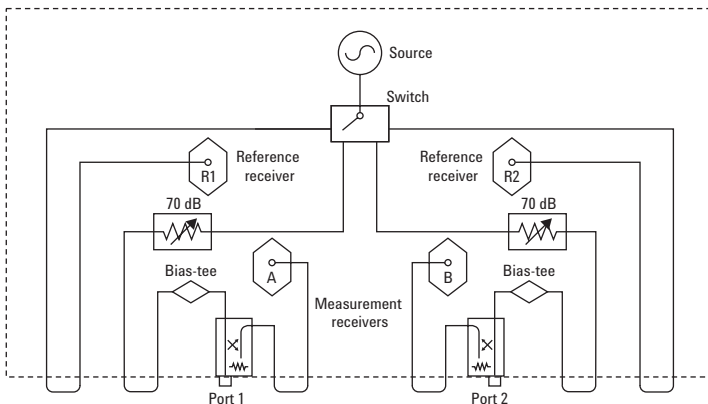 Source
Switch
Reference
receiver
R1
Reference
receiver
R2
70 dB
70 dB
Bias-tee
A
Measurement
receivers
B
Bias-tee
Port 1
Port 2